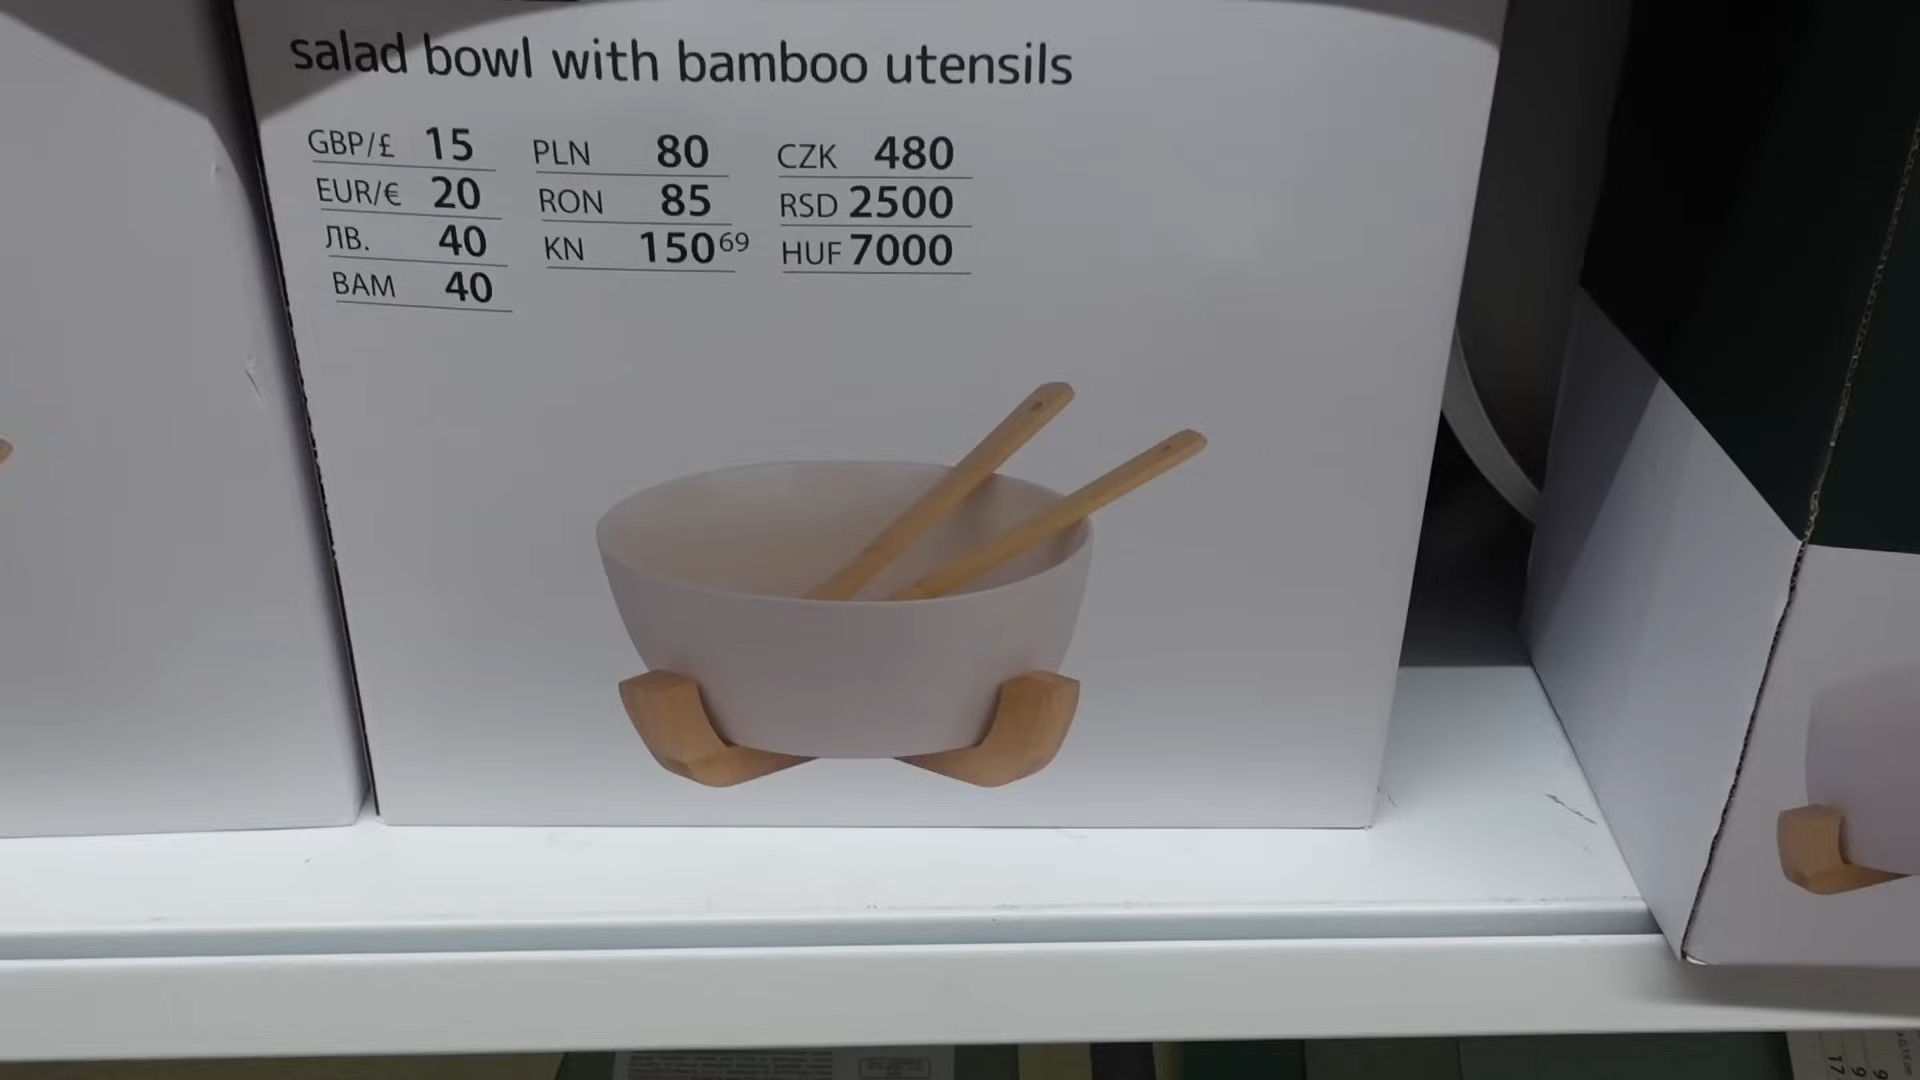 salad bowl with bamboo utensils
GBP/£ 15
EUR/€ 20
ЛВ. 40
BAM 40
PLN 80
RON 85
KN 150⁶⁹
CZK 480
RSD 2500
HUF 7000